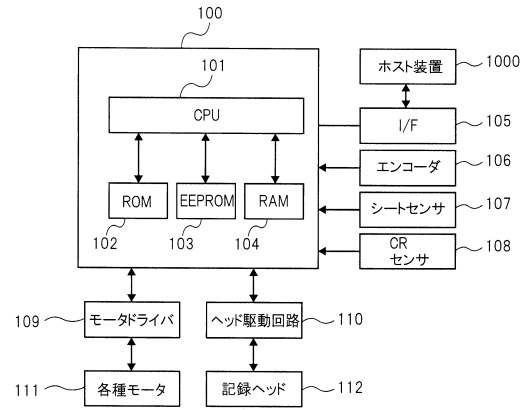 100
101
CPU
ROM
EEPROM
RAM
102
103
104
ホスト装置
1000
I/F
105
エンコーダ
106
シートセンサ
107
CR
センサ
108
109
モータドライバ
ヘッド駆動回路
110
111
各種モータ
記録ヘッド
112